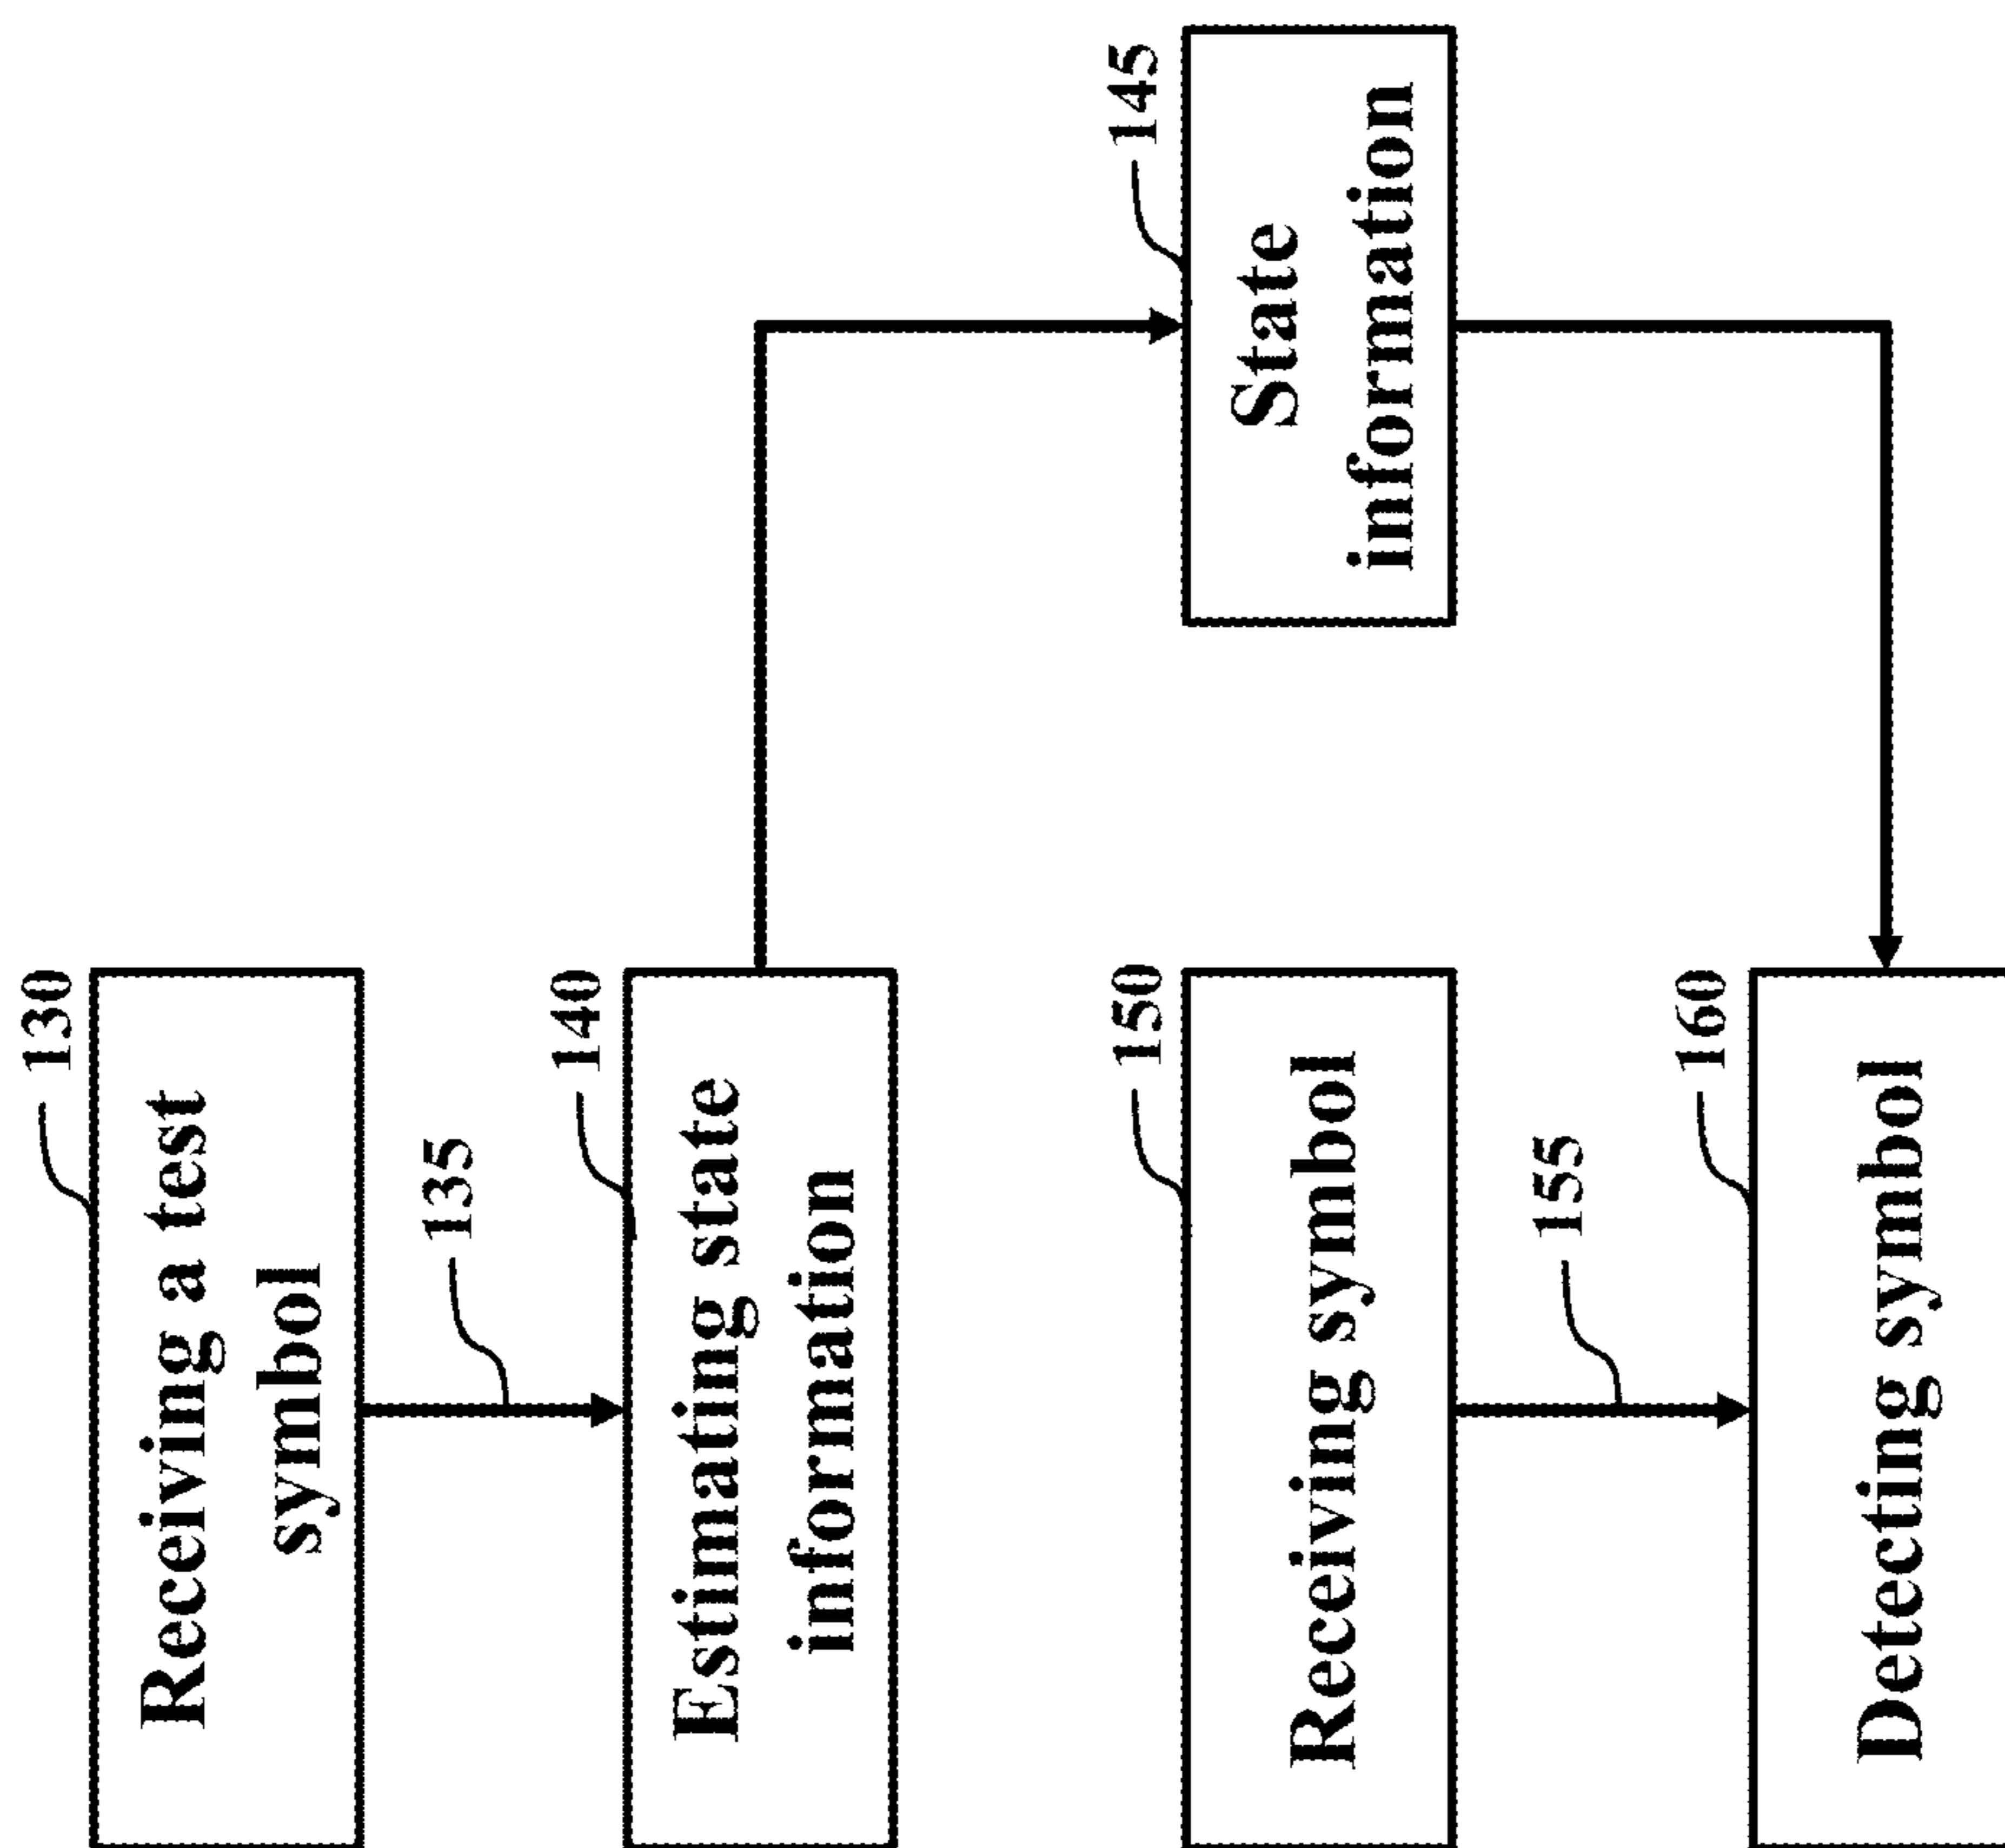 130
Receiving a test
symbol
135
140
Estimating state
information
145
State
information
150
Receiving symbol
155
160
Detecting symbol